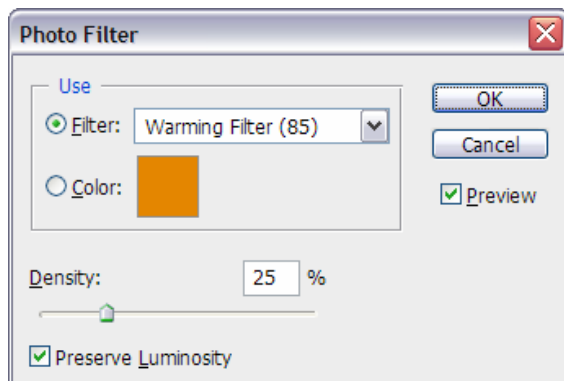 Photo Filter
Use
Filter: Warming Filter (85)
Color:
OK
Cancel
Preview
Density: 25 %
Preserve Luminosity